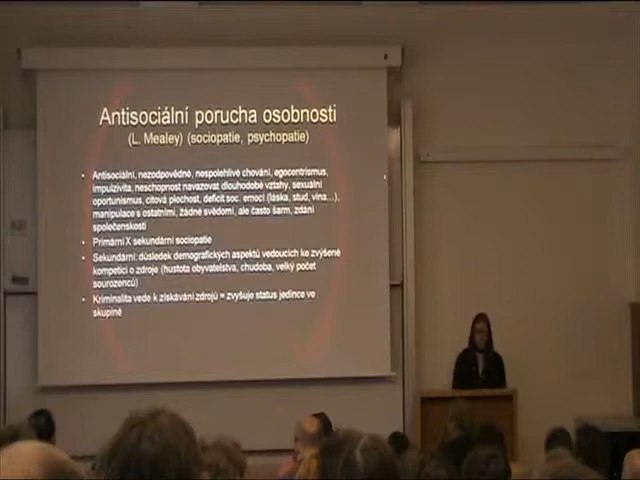 Antisociální porucha osobnosti
(L. Mealey) (sociopatie, psychopatie)
• Antisociální, nezodpovědné, nespolehlivé chování, egocentrismus,
impulzivita, neschopnost navazovat dlouhodobé vztahy, sexuální
oportunismus, citová plochost, deficit soc. emocí (láska, stud, vina...),
manipulace s ostatními, žádné svědomí, ale často šarm, zdání
společenskosti
• Primární X sekundární sociopatie
• Sekundární: důsledek demografických aspektů vedoucích ke zvýšené
kompetici o zdroje (hustota obyvatelstva, chudoba, velký počet
sourozenců)
• Kriminalita vede k získávání zdrojů = zvyšuje status jedince ve
skupině